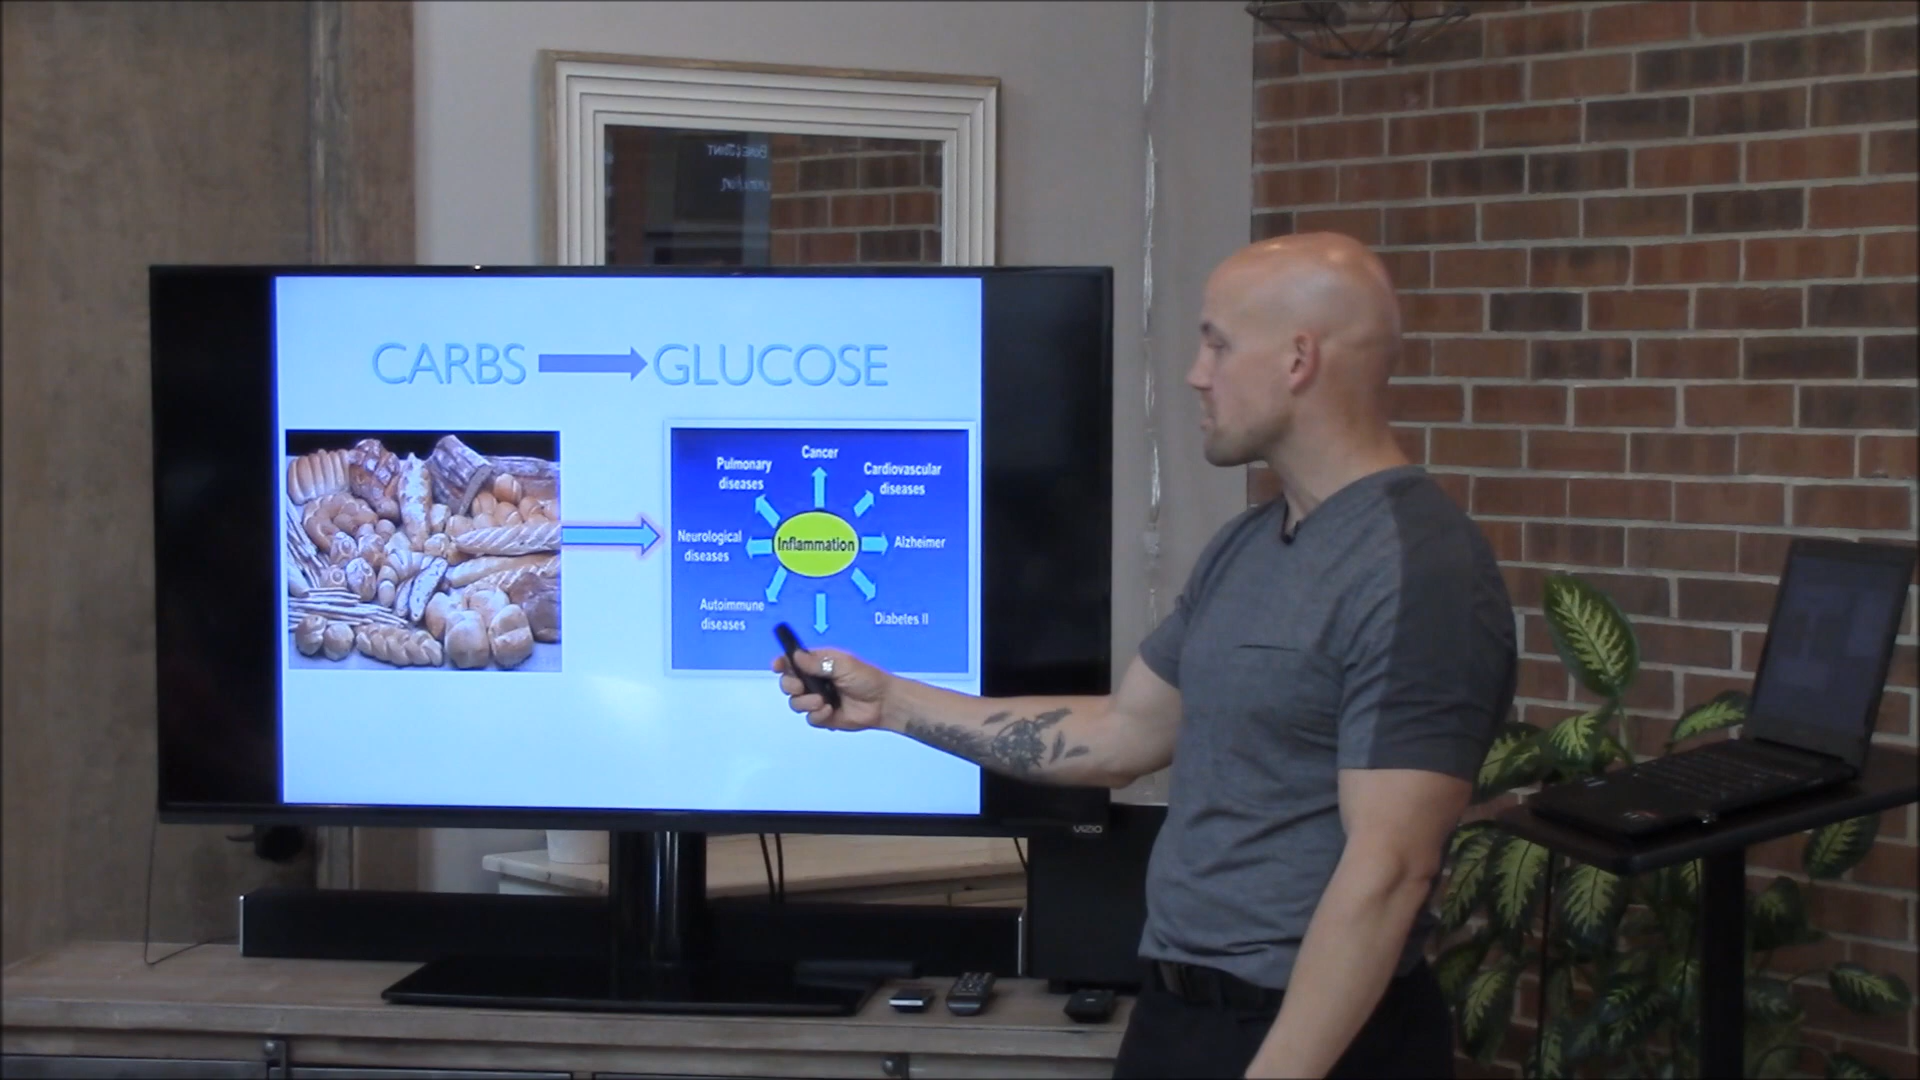 CARBS GLUCOSE
Cancer
Pulmonary
diseases
Cardiovascular
diseases
Neurological
diseases
Inflammation
Alzheimer
Autoimmune
diseases
Diabetes II
VIZIO